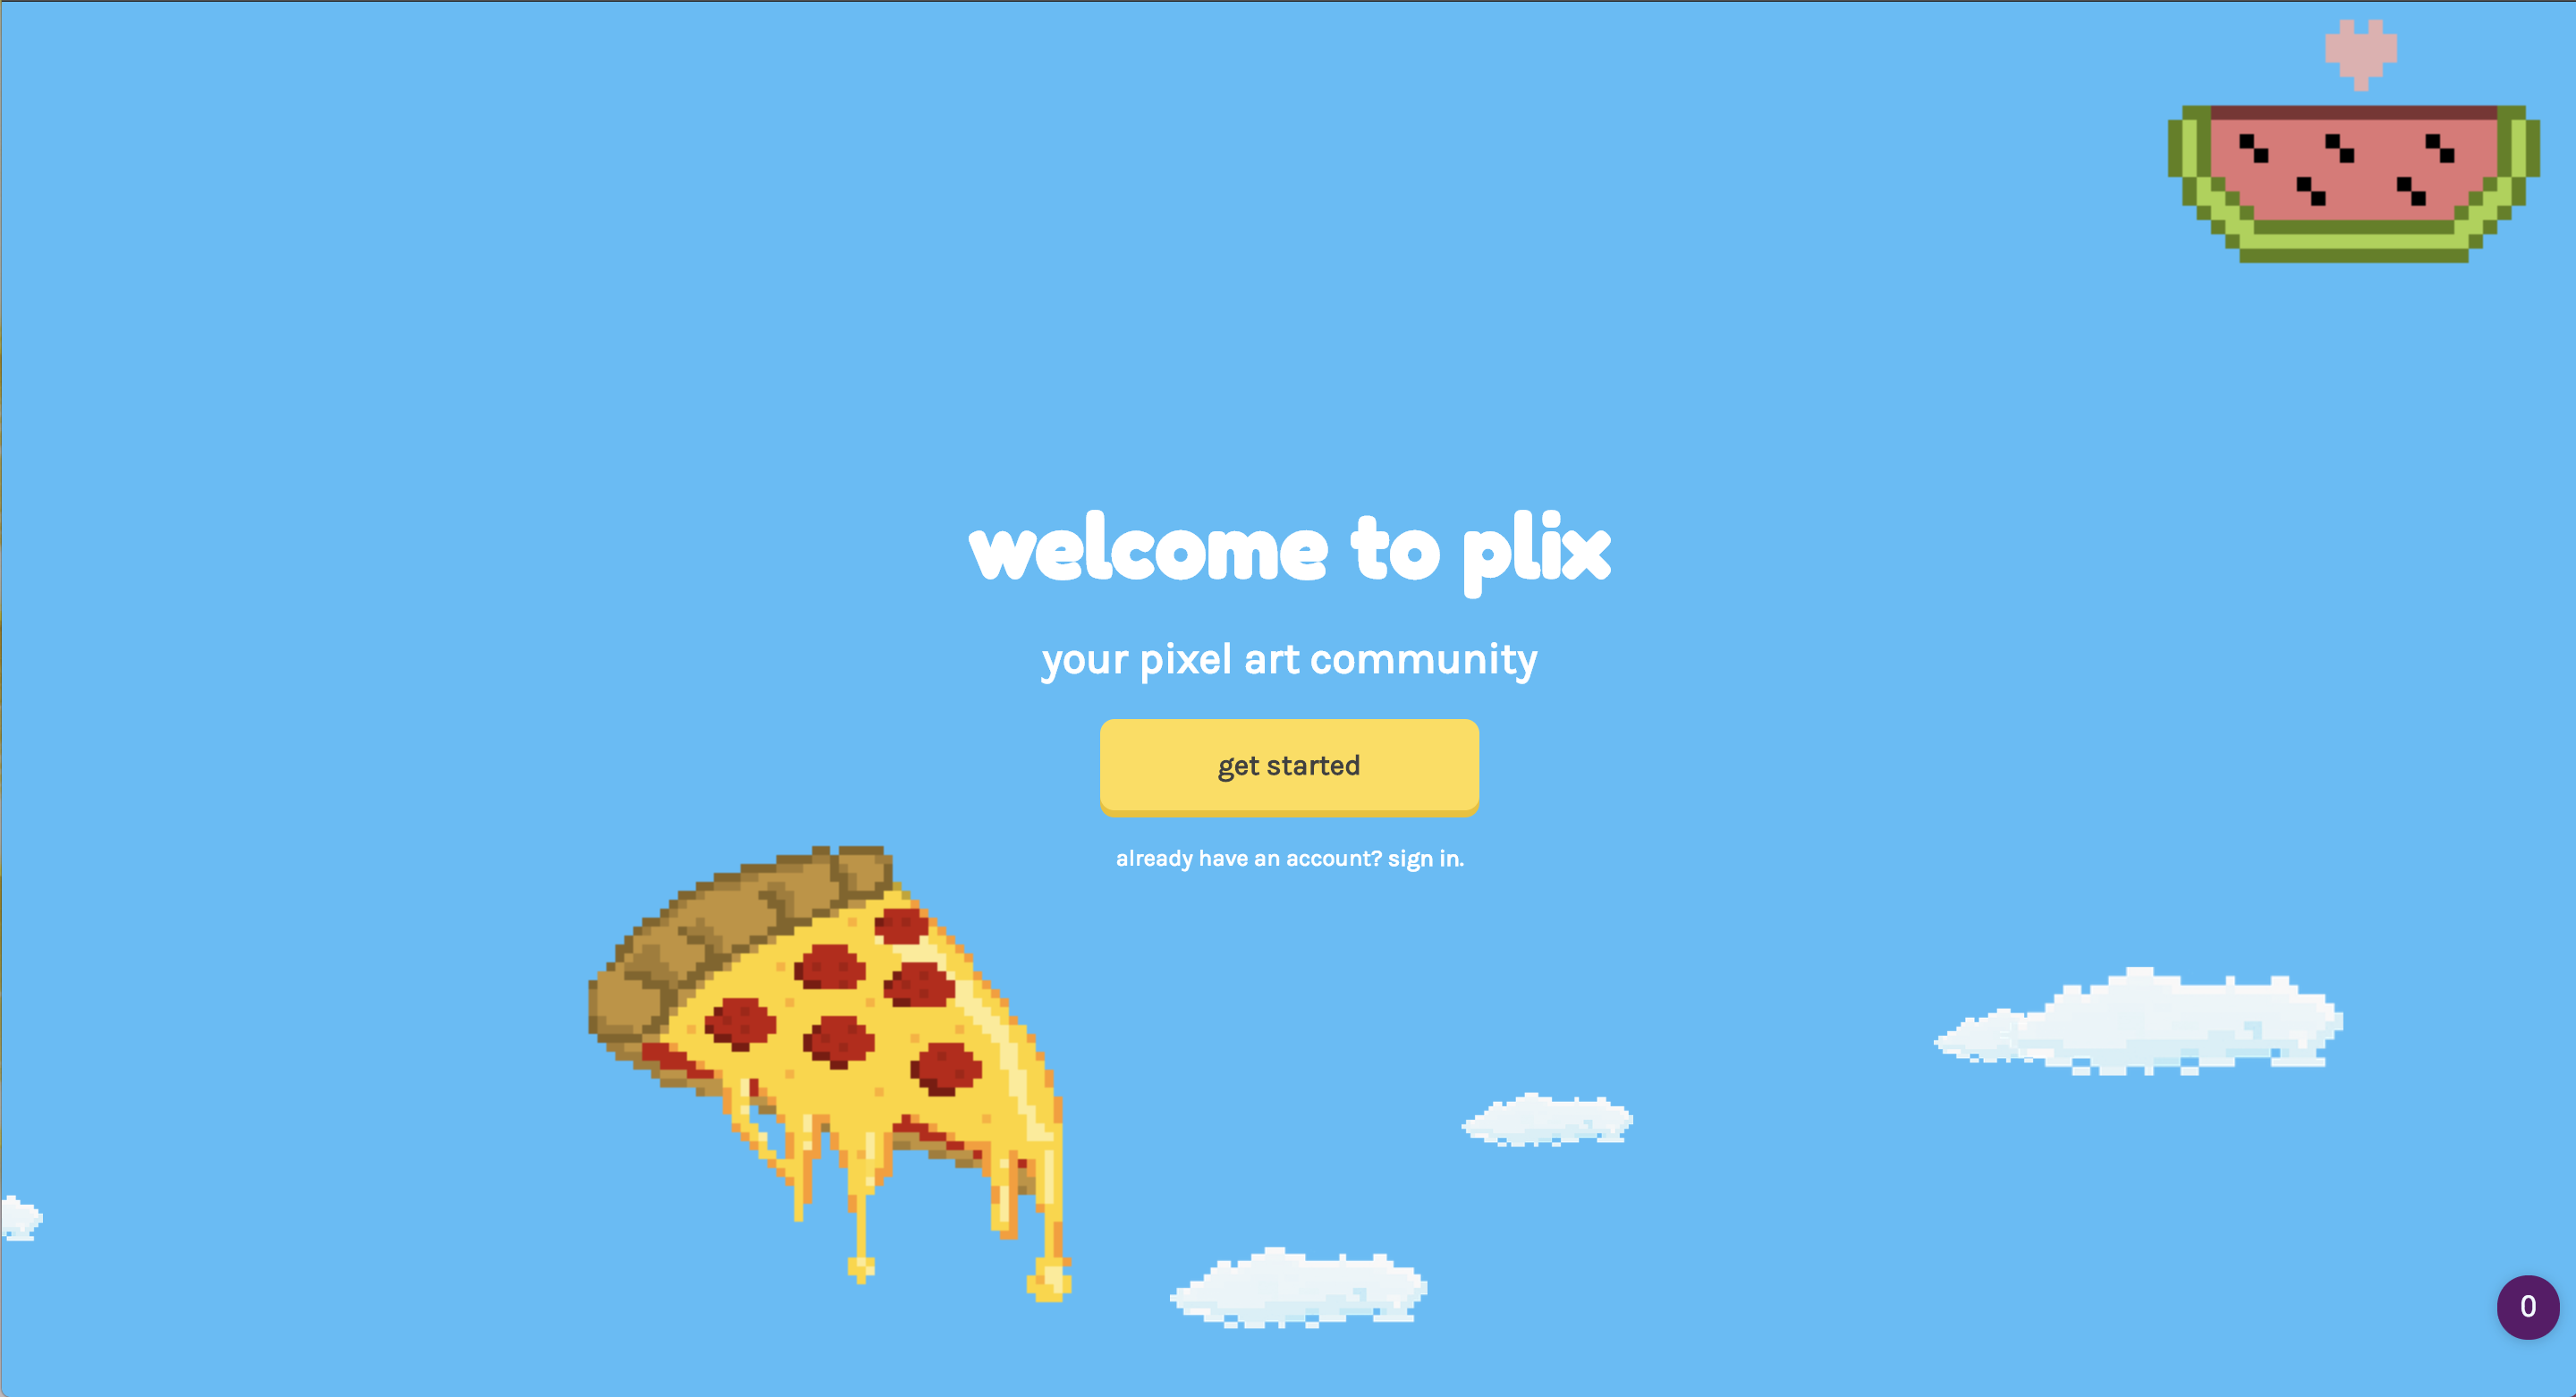 welcome to plix
your pixel art community
get started
already have an account? sign in.
0